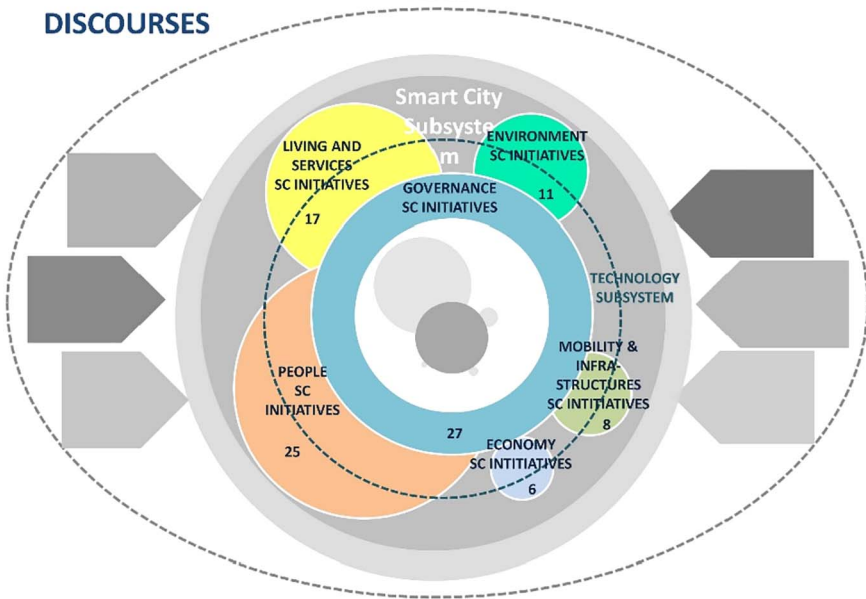 DISCOURSES
Smart City
Subsyste
m
LIVING AND
SERVICES
SC INITIATIVES
17
ENVIRONMENT
SC INITIATIVES
11
GOVERNANCE
SC INITIATIVES
27
TECHNOLOGY
SUBSYSTEM
MOBILITY &
INFRA-
STRUCTURES
SC INTITIATIVES
8
PEOPLE
SC
INITIATIVES
25
ECONOMY
SC INTITIATIVES
6